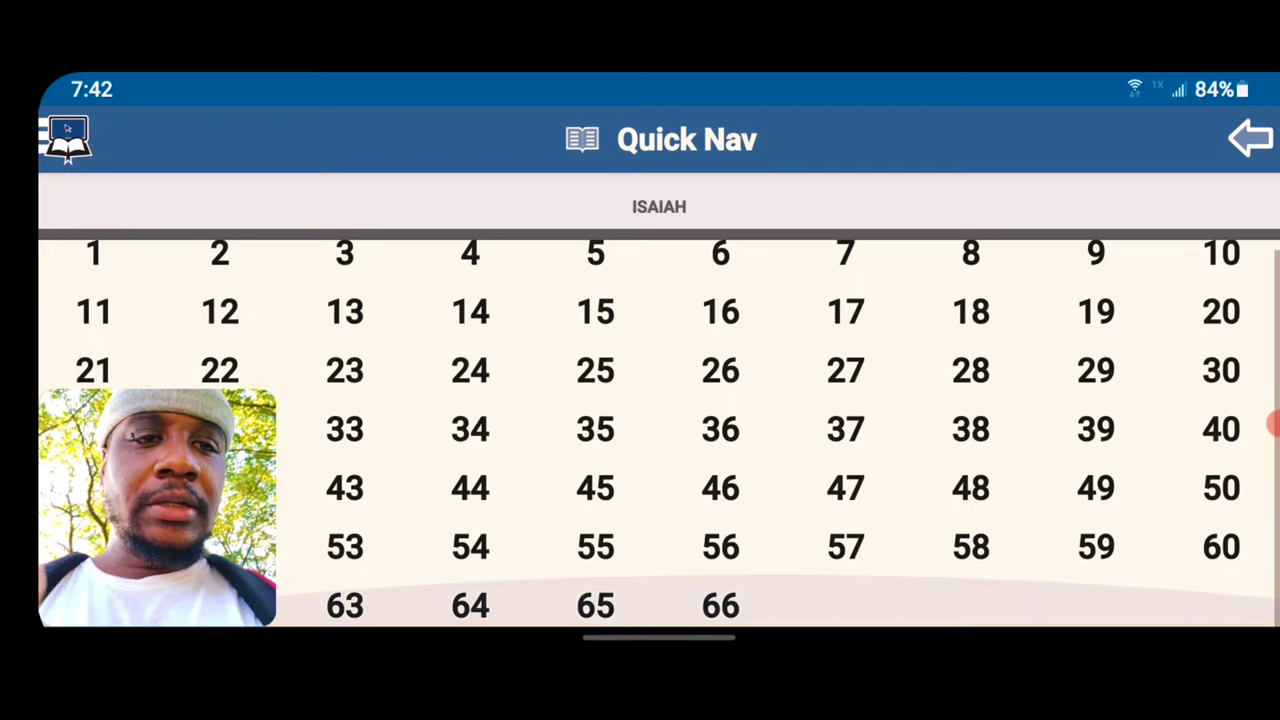 7:42 1X 84%
Quick Nav
ISAIAH
1 2 3 4 5 6 7 8 9 10
11 12 13 14 15 16 17 18 19 20
21 22 23 24 25 26 27 28 29 30
33 34 35 36 37 38 39 40
43 44 45 46 47 48 49 50
53 54 55 56 57 58 59 60
63 64 65 66